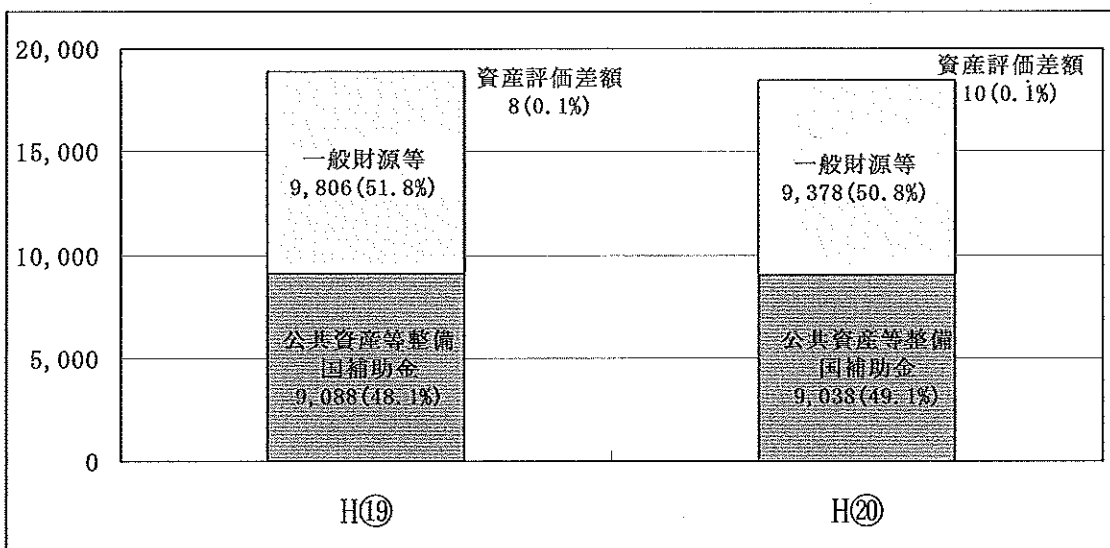 20,000
15,000
10,000
5,000
0
資産評価差額
8(0.1%)
一般財源等
9,806(51.8%)
公共資産等整備
国補助金
9,088(48.1%)
資産評価差額
10(0.1%)
一般財源等
9,378(50.8%)
公共資産等整備
国補助金
9,038(49.1%)
H⑲
H⑳